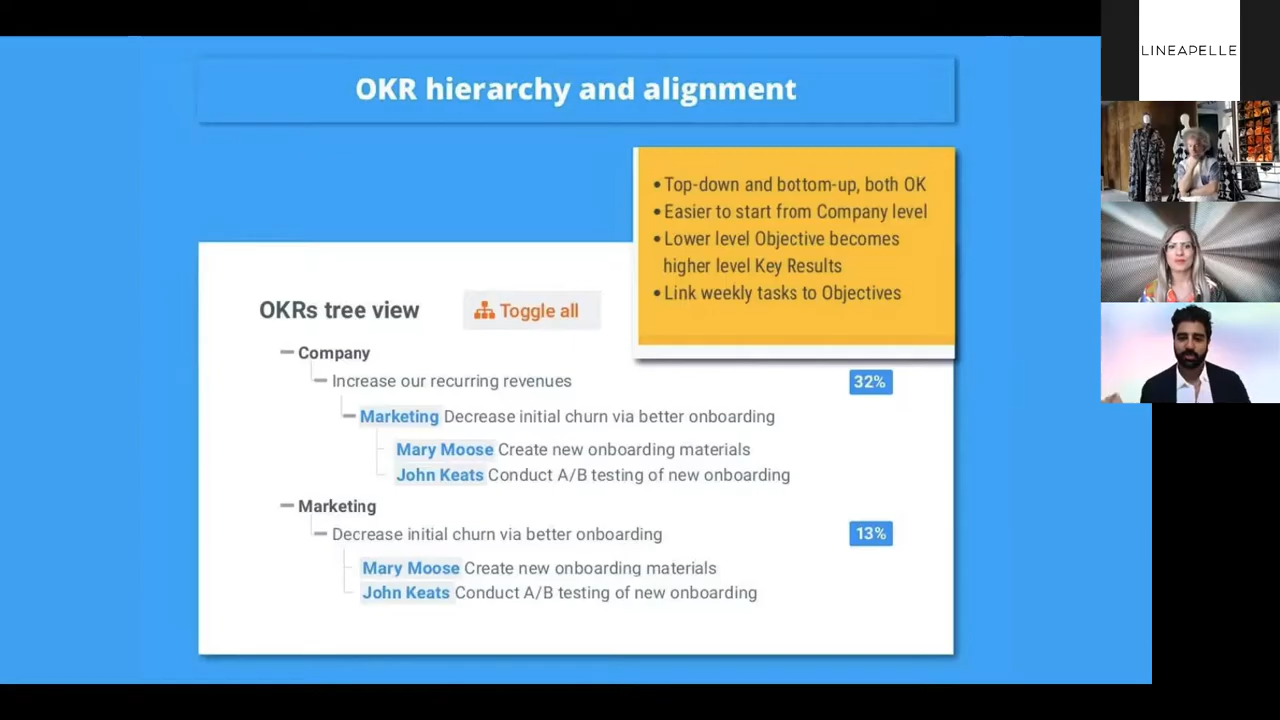 OKR hierarchy and alignment
LINEAPELLE
• Top-down and bottom-up, both OK
• Easier to start from Company level
• Lower level Objective becomes
higher level Key Results
• Link weekly tasks to Objectives
OKRs tree view
Toggle all
Company
Increase our recurring revenues
32%
Marketing Decrease initial churn via better onboarding
Mary Moose Create new onboarding materials
John Keats Conduct A/B testing of new onboarding
Marketing
Decrease initial churn via better onboarding
13%
Mary Moose Create new onboarding materials
John Keats Conduct A/B testing of new onboarding